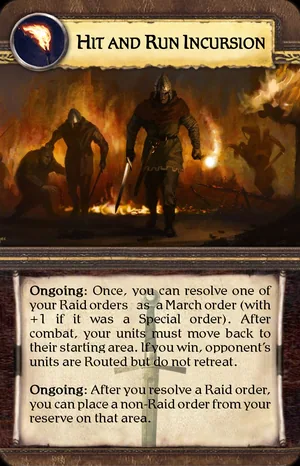 Hit and Run Incursion
Ongoing: Once, you can resolve one of
your Raid orders as a March order (with
+1 if it was a Special order). After
combat, your units must move back to
their starting area. If you win, opponent's
units are Routed but do not retreat.
Ongoing: After you resolve a Raid order,
you can place a non-Raid order from your
reserve on that area.